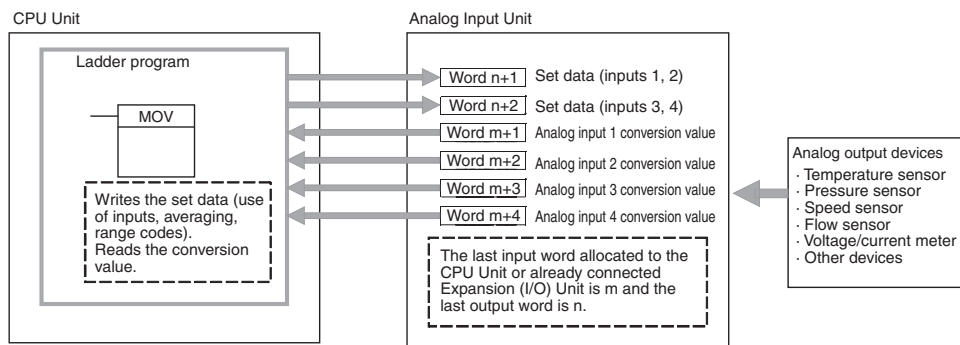 CPU Unit
Ladder program
MOV
Writes the set data (use
of inputs, averaging,
range codes).
Reads the conversion
value.
Analog Input Unit
Word n+1 Set data (inputs 1, 2)
Word n+2 Set data (inputs 3, 4)
Word m+1 Analog input 1 conversion value
Word m+2 Analog input 2 conversion value
Word m+3 Analog input 3 conversion value
Word m+4 Analog input 4 conversion value
The last input word allocated to the
CPU Unit or already connected
Expansion (I/O) Unit is m and the
last output word is n.
Analog output devices
· Temperature sensor
· Pressure sensor
· Speed sensor
· Flow sensor
· Voltage/current meter
· Other devices